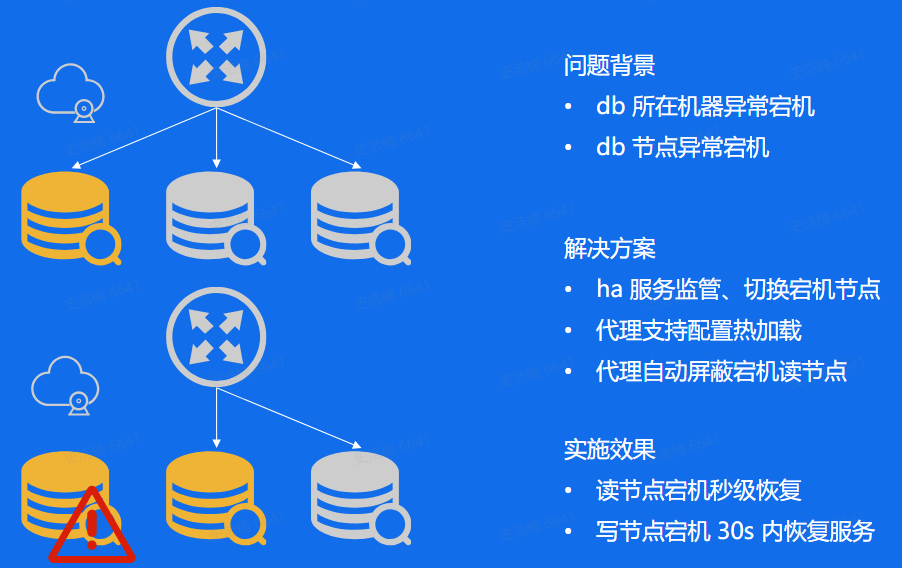 问题背景
• db 所在机器异常宕机
• db 节点异常宕机
解决方案
• ha 服务监管、切换宕机节点
• 代理支持配置热加载
• 代理自动屏蔽宕机读节点
实施效果
• 读节点宕机秒级恢复
• 写节点宕机 30s 内恢复服务